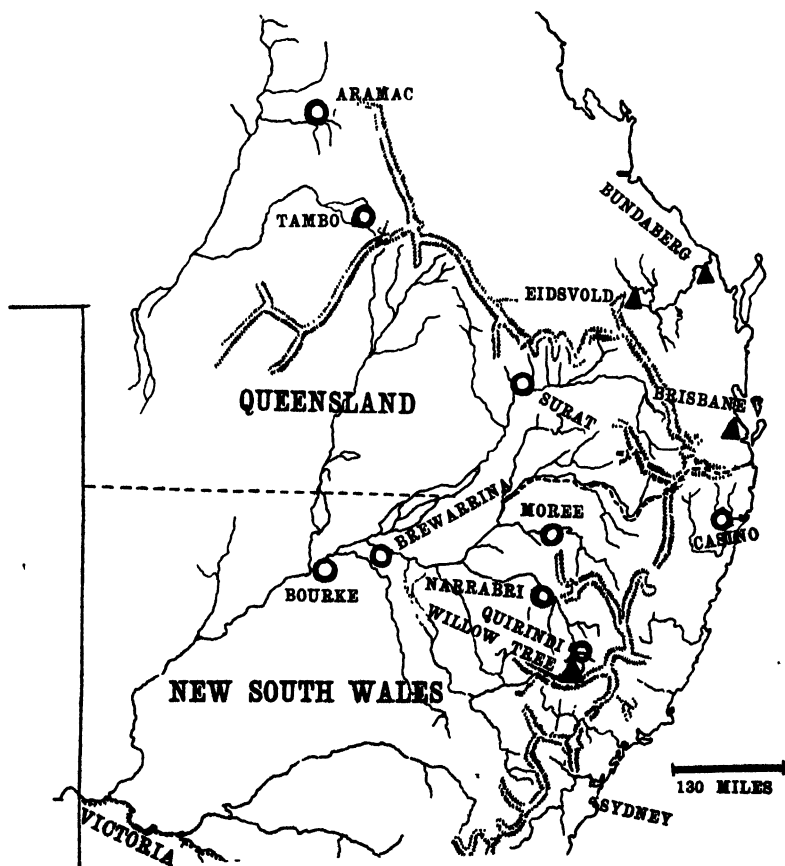 ARAMAC
TAMBO
BUNDABERG
EIDSVOLD
QUEENSLAND
BRISBANE
SURAT
BREWARRINA
MOREE
CASINO
BOURKE
NARRABRI
QUIRINDI
WILLOW TREE
NEW SOUTH WALES
130 MILES
SYDNEY
VICTORIA